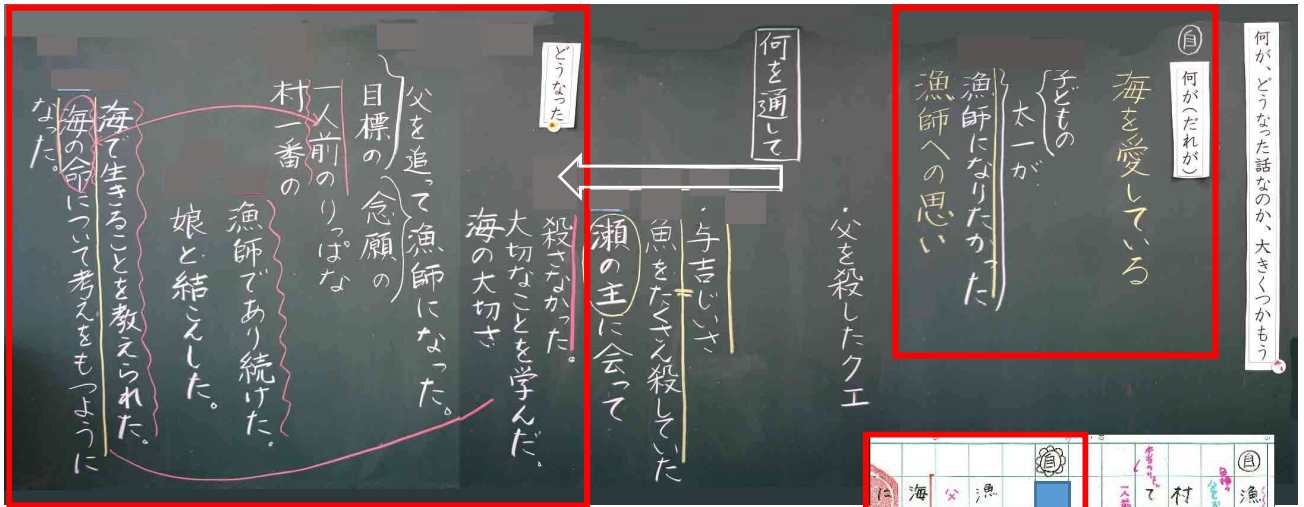 何が、どうなった話なのか、大きくつかもう
自
何が(だれが)
海を愛している
子どもの
太一が
漁師になりたかった
漁師への思い
何を通して
・父を殺したクエ
・与吉じいさ
魚をたくさん殺していた
瀬の主に会って
殺さなかった。
大切なことを学んだ。
海の大切さ
どうなった
父を追って漁師になった。
目標の
念願の
一人前のりっぱな
村一番の
漁師であり続けた。
娘と結こんした。
海で生きることを教えられた。
海の命について考えをもつように
なった。
自
漁
村
て
一人前
自
漁
父
海
に